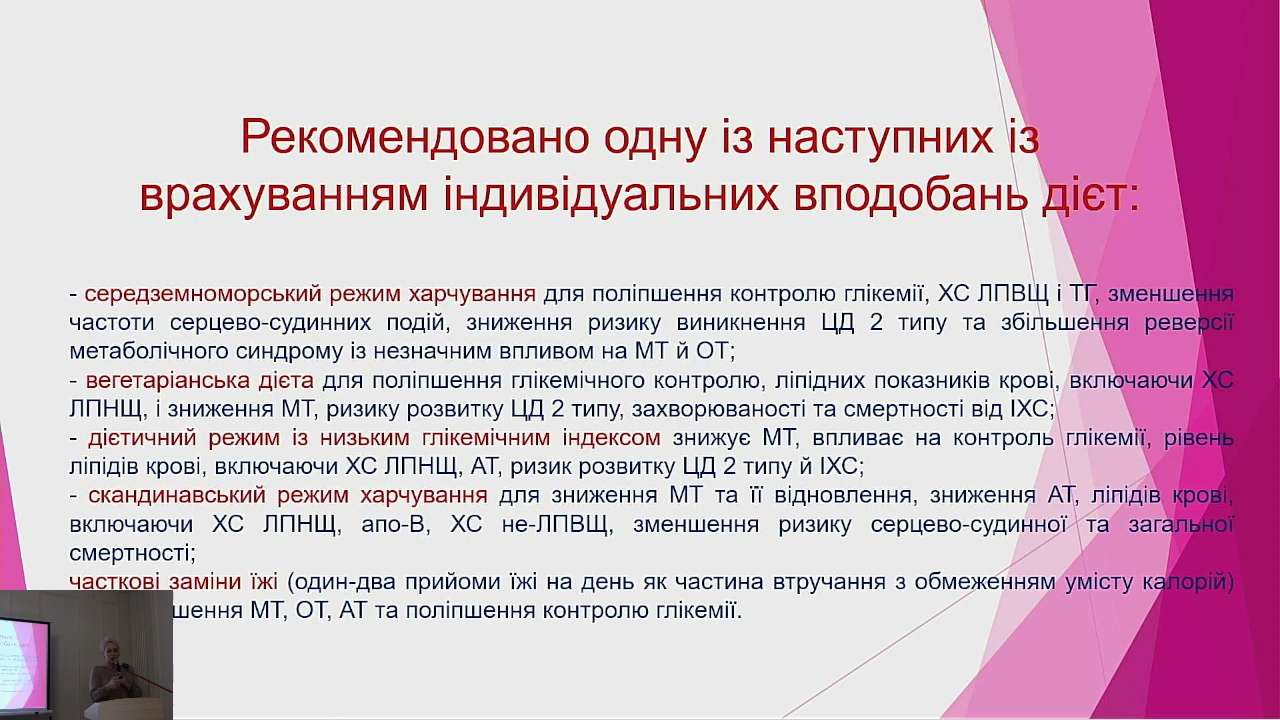 Рекомендовано одну із наступних із
врахуванням індивідуальних вподобань дієт:
- середземноморський режим харчування для поліпшення контролю глікемії, ХС ЛПВЩ і ТГ, зменшення
частоти серцево-судинних подій, зниження ризику виникнення ЦД 2 типу та збільшення реверсії
метаболічного синдрому із незначним впливом на МТ й ОТ;
- вегетаріанська дієта для поліпшення глікемічного контролю, ліпідних показників крові, включаючи ХС
ЛПНЩ, і зниження МТ, ризику розвитку ЦД 2 типу, захворюваності та смертності від ІХС;
- дієтичний режим із низьким глікемічним індексом знижує МТ, впливає на контроль глікемії, рівень
ліпідів крові, включаючи ХС ЛПНЩ, АТ, ризик розвитку ЦД 2 типу й ІХС;
- скандинавський режим харчування для зниження МТ та її відновлення, зниження АТ, ліпідів крові,
включаючи ХС ЛПНЩ, апо-В, ХС не-ЛПВЩ, зменшення ризику серцево-судинної та загальної
смертності;
часткові заміни їжі (один-два прийоми їжі на день як частина втручання з обмеженням умісту калорій)
шення МТ, ОТ, АТ та поліпшення контролю глікемії.